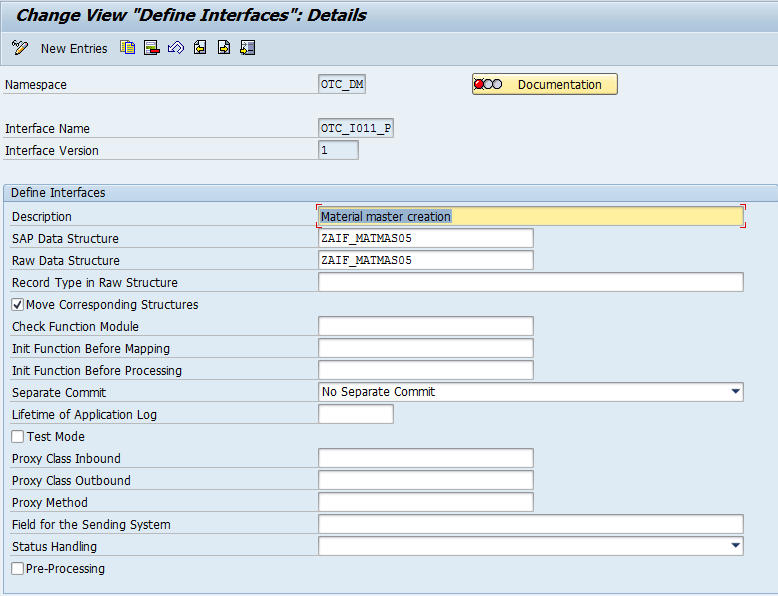 Change View "Define Interfaces": Details
New Entries
Namespace OTC_DM Documentation
Interface Name OTC_I011_P
Interface Version 1
Define Interfaces
Description Material master creation
SAP Data Structure ZAIF_MATMAS05
Raw Data Structure ZAIF_MATMAS05
Record Type in Raw Structure
Move Corresponding Structures
Check Function Module
Init Function Before Mapping
Init Function Before Processing
Separate Commit No Separate Commit
Lifetime of Application Log
Test Mode
Proxy Class Inbound
Proxy Class Outbound
Proxy Method
Field for the Sending System
Status Handling
Pre-Processing